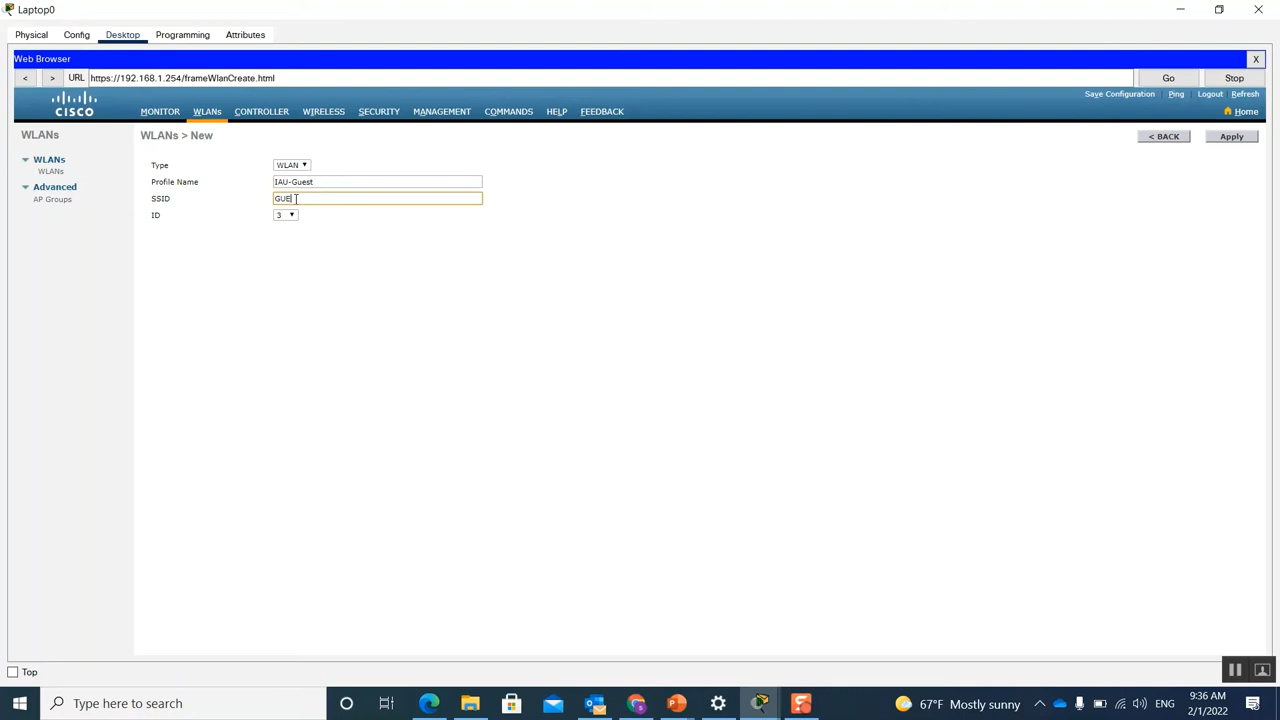 Laptop0
Physical Config Desktop Programming Attributes
Web Browser X
< > URL https://192.168.1.254/frameWlanCreate.html Go Stop
Save Configuration Ping Logout Refresh
CISCO MONITOR WLANs CONTROLLER WIRELESS SECURITY MANAGEMENT COMMANDS HELP FEEDBACK Home
WLANs WLANs > New < BACK Apply
WLANs
WLANs
Advanced
AP Groups
Type WLAN
Profile Name IAU-Guest
SSID GUE
ID 3
Top
Type here to search 67°F Mostly sunny ENG 9:36 AM
2/1/2022